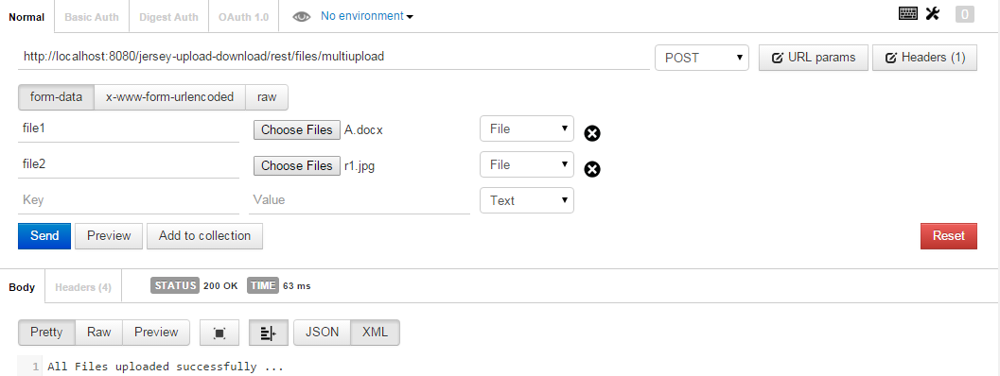 Normal Basic Auth Digest Auth OAuth 1.0 No environment 0
http://localhost:8080/jersey-upload-download/rest/files/multiupload POST URL params Headers (1)
form-data x-www-form-urlencoded raw
file1 Choose Files A.docx File
file2 Choose Files r1.jpg File
Key Value Text
Send Preview Add to collection Reset
Body Headers (4) STATUS 200 OK TIME 63 ms
Pretty Raw Preview JSON XML
1 All Files uploaded successfully ...